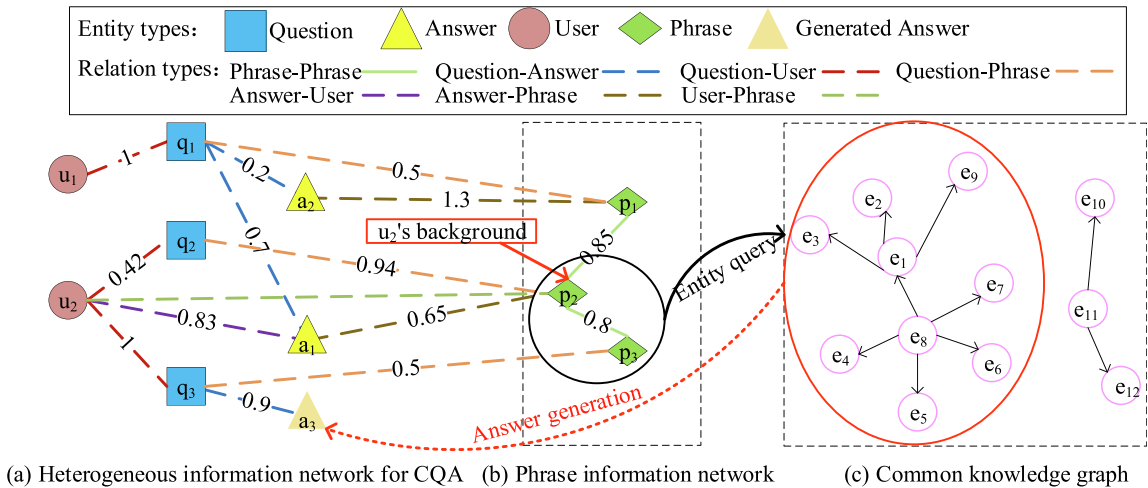 Entity types: Question Answer User Phrase Generated Answer
Relation types: Phrase-Phrase Question-Answer Question-User Question-Phrase
Answer-User Answer-Phrase User-Phrase
u1 1 q1 0.2 a2 0.5 1.3 p1
0.7
u2's background
0.85
q2 0.94
0.42
u2 0.83 a1 0.65 p2
0.8
p3
1 q3 0.5
0.9 a3
Entity query
Answer generation
e9
e2
e3 e1
e10
e7
e8
e11
e4 e6
e5
e12
(a) Heterogeneous information network for CQA (b) Phrase information network (c) Common knowledge graph